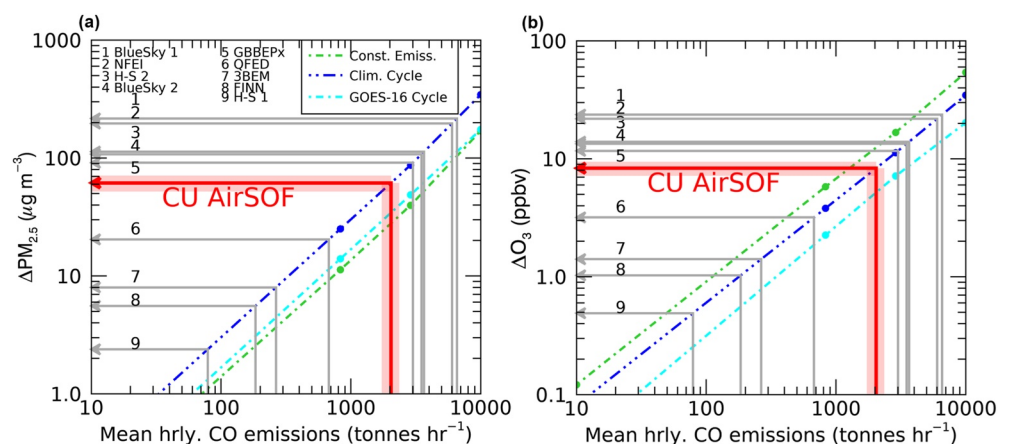 (a)
1000
100
10
1.0
ΔPM2.5 (μg m−3)
1 BlueSky 1
2 NFEI
3 H-S 2
4 BlueSky 2
5 GBBEPx
6 QFED
7 3BEM
8 FINN
9 H-S 1
Const. Emiss.
Clim. Cycle
GOES-16 Cycle
1
2
3
4
5
CU AirSOF
6
7
8
9
10
100
1000
10000
Mean hrly. CO emissions (tonnes hr−1)
(b)
100
10
1.0
0.1
ΔO3 (ppbv)
1
2
3
4
5
CU AirSOF
6
7
8
9
10
100
1000
10000
Mean hrly. CO emissions (tonnes hr−1)